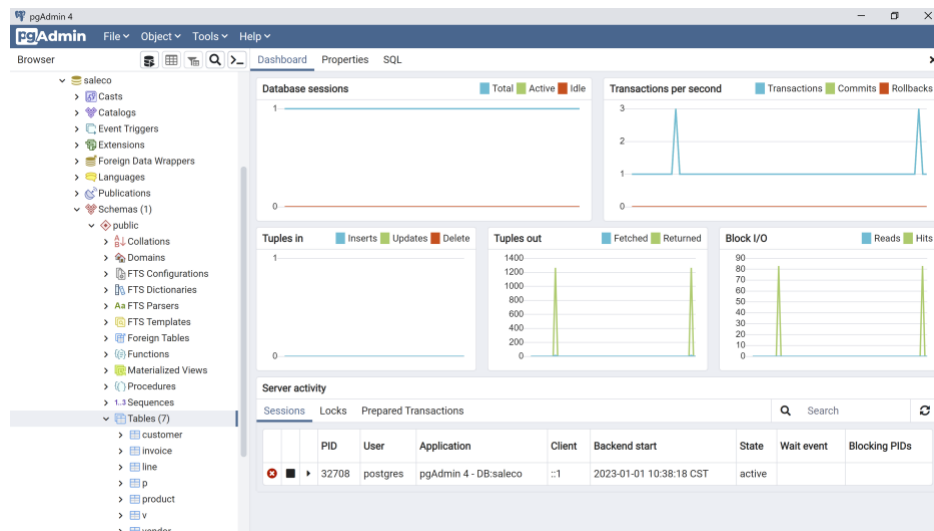 pgAdmin 4
pgAdmin File Object Tools Help
Browser
Dashboard Properties SQL
saleco
Casts
Catalogs
Event Triggers
Extensions
Foreign Data Wrappers
Languages
Publications
Schemas (1)
public
Collations
Domains
FTS Configurations
FTS Dictionaries
Aa FTS Parsers
FTS Templates
Foreign Tables
Functions
Materialized Views
Procedures
1..3 Sequences
Tables (7)
customer
invoice
line
p
product
v
vendor
Database sessions Total Active Idle
1
0
Transactions per second Transactions Commits Rollbacks
3
2
1
0
Tuples in Inserts Updates Delete
1
0
Tuples out Fetched Returned
1400
1200
1000
800
600
400
200
0
Block I/O Reads Hits
90
80
70
60
50
40
30
20
10
0
Server activity
Sessions Locks Prepared Transactions Search
PID User Application Client Backend start State Wait event Blocking PIDs
32708 postgres pgAdmin 4 - DB:saleco ::1 2023-01-01 10:38:18 CST active